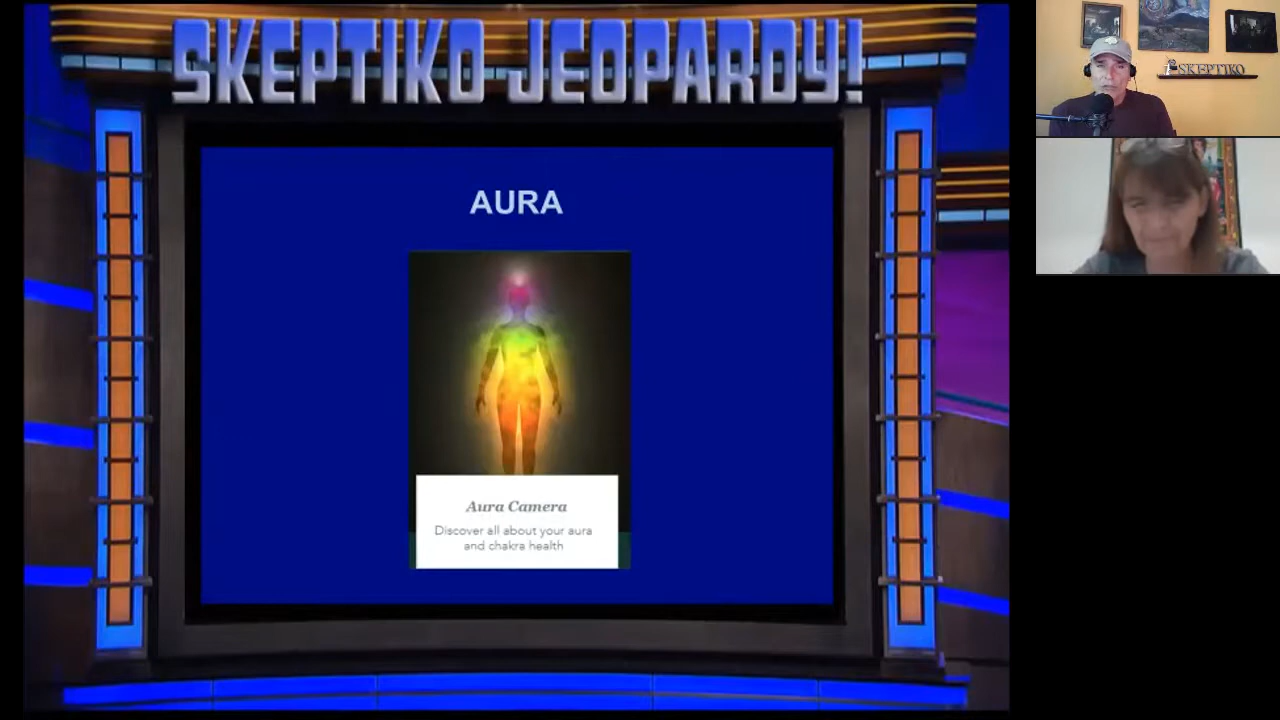 SKEPTIKO JEOPARDY!
AURA
Aura Camera
Discover all about your aura
and chakra health
SKEPTIKO